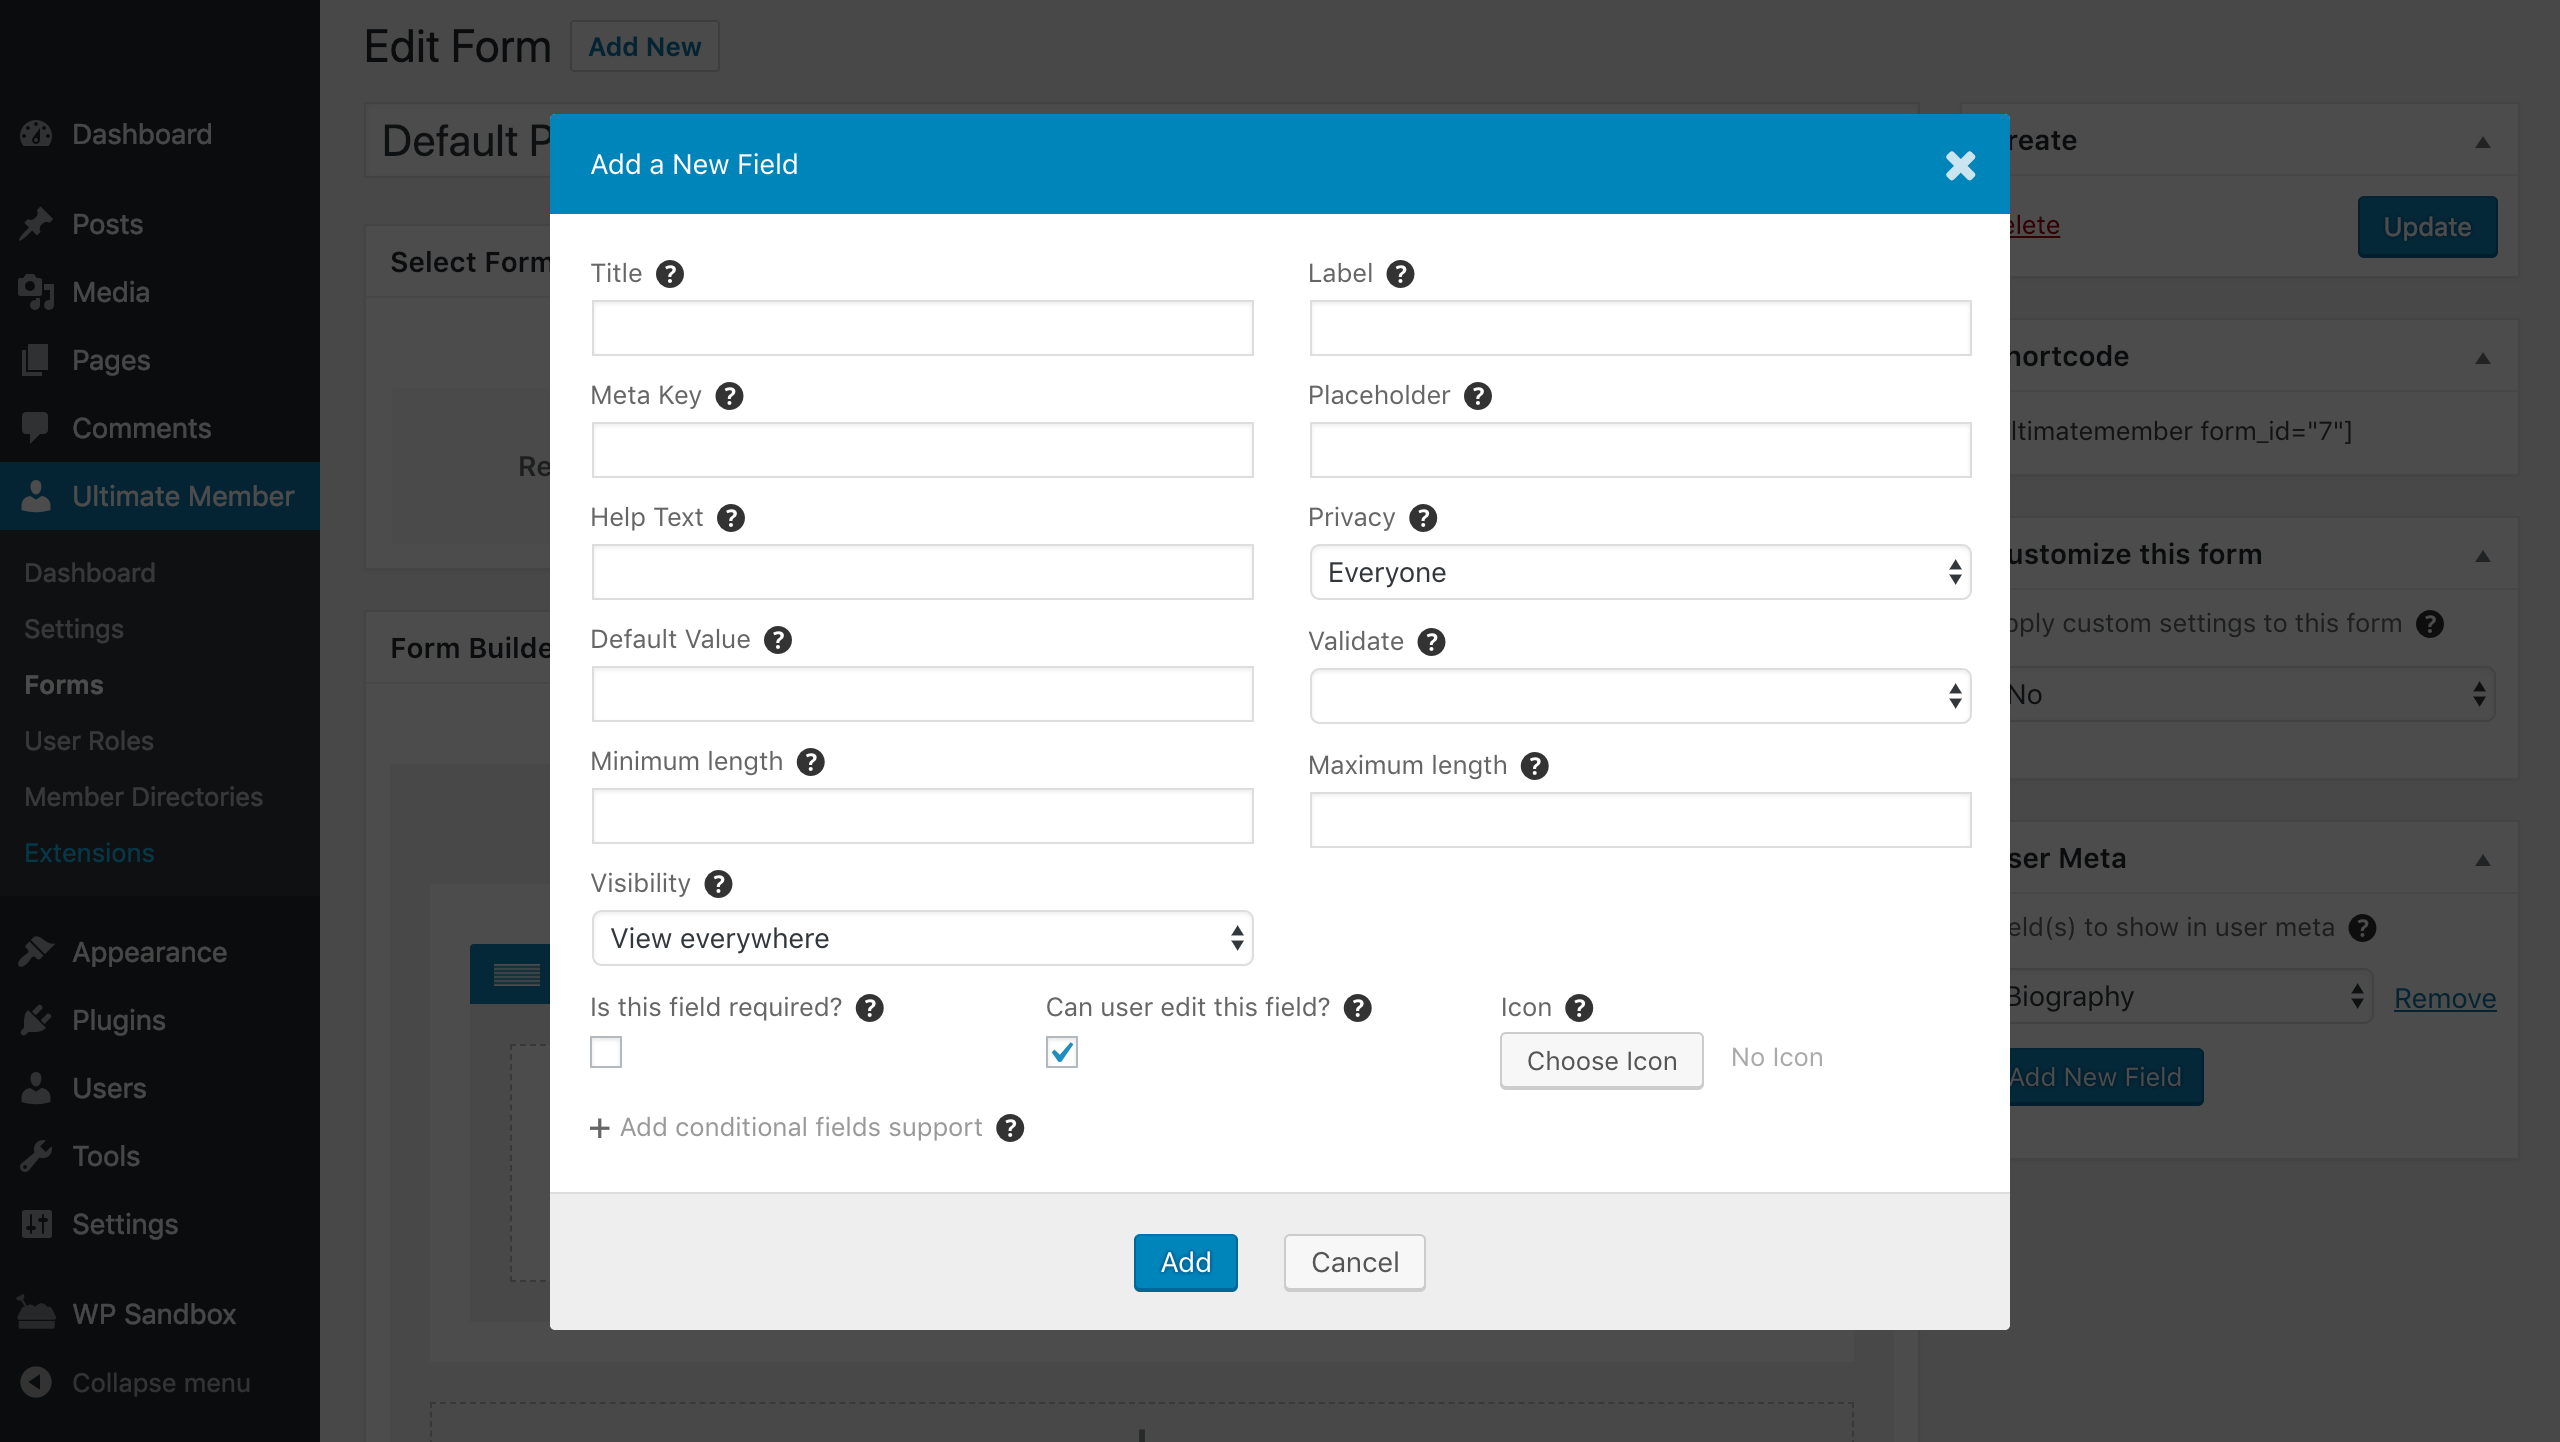 Edit Form Add New
Dashboard
Posts
Media
Pages
Comments
Ultimate Member
Dashboard
Settings
Forms
User Roles
Member Directories
Extensions
Appearance
Plugins
Users
Tools
Settings
WP Sandbox
Collapse menu
Default P
Select Form
Re
Form Builde
Add a New Field
Title ?
Label ?
Meta Key ?
Placeholder ?
Help Text ?
Privacy ?
Everyone
Default Value ?
Validate ?
Minimum length ?
Maximum length ?
Visibility ?
View everywhere
Is this field required? ?
Can user edit this field? ?
Icon ?
Choose Icon No Icon
+ Add conditional fields support ?
Add Cancel
reate
elete
Update
hortcode
ltimatemember form_id="7"]
ustomize this form
pply custom settings to this form ?
No
ser Meta
eld(s) to show in user meta ?
Biography Remove
Add New Field